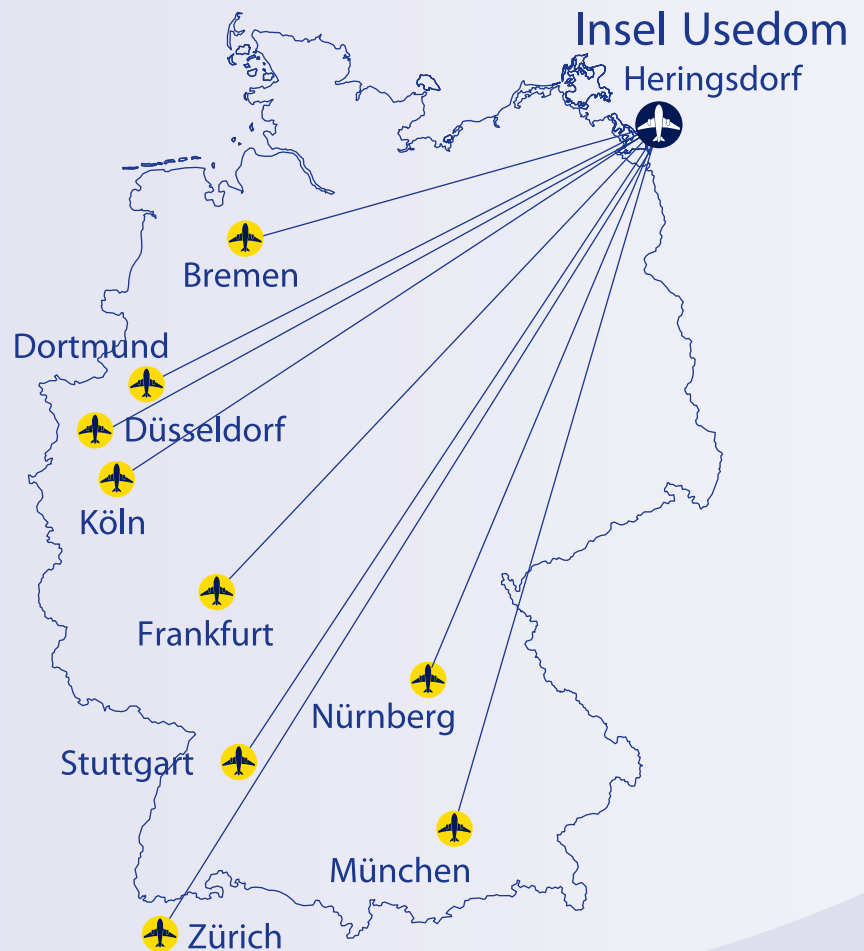 Insel Usedom
Heringsdorf
Bremen
Dortmund
Düsseldorf
Köln
Frankfurt
Nürnberg
Stuttgart
München
Zürich